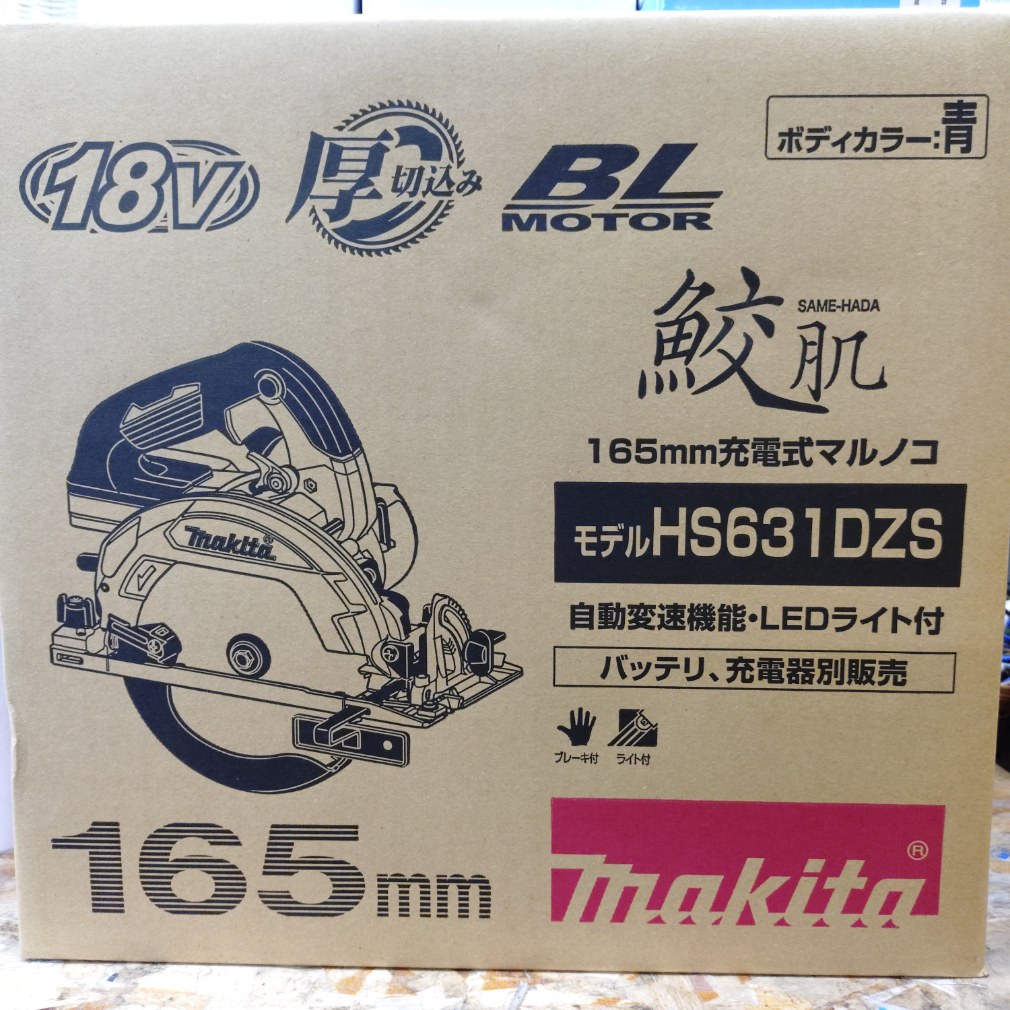 18V
厚切込み
BL
MOTOR
ボディカラー:青
鮫肌
SAME-HADA
165mm充電式マルノコ
モデルHS631DZS
自動変速機能・LEDライト付
バッテリ、充電器別販売
ブレーキ付 ライト付
makita
165mm
makita®